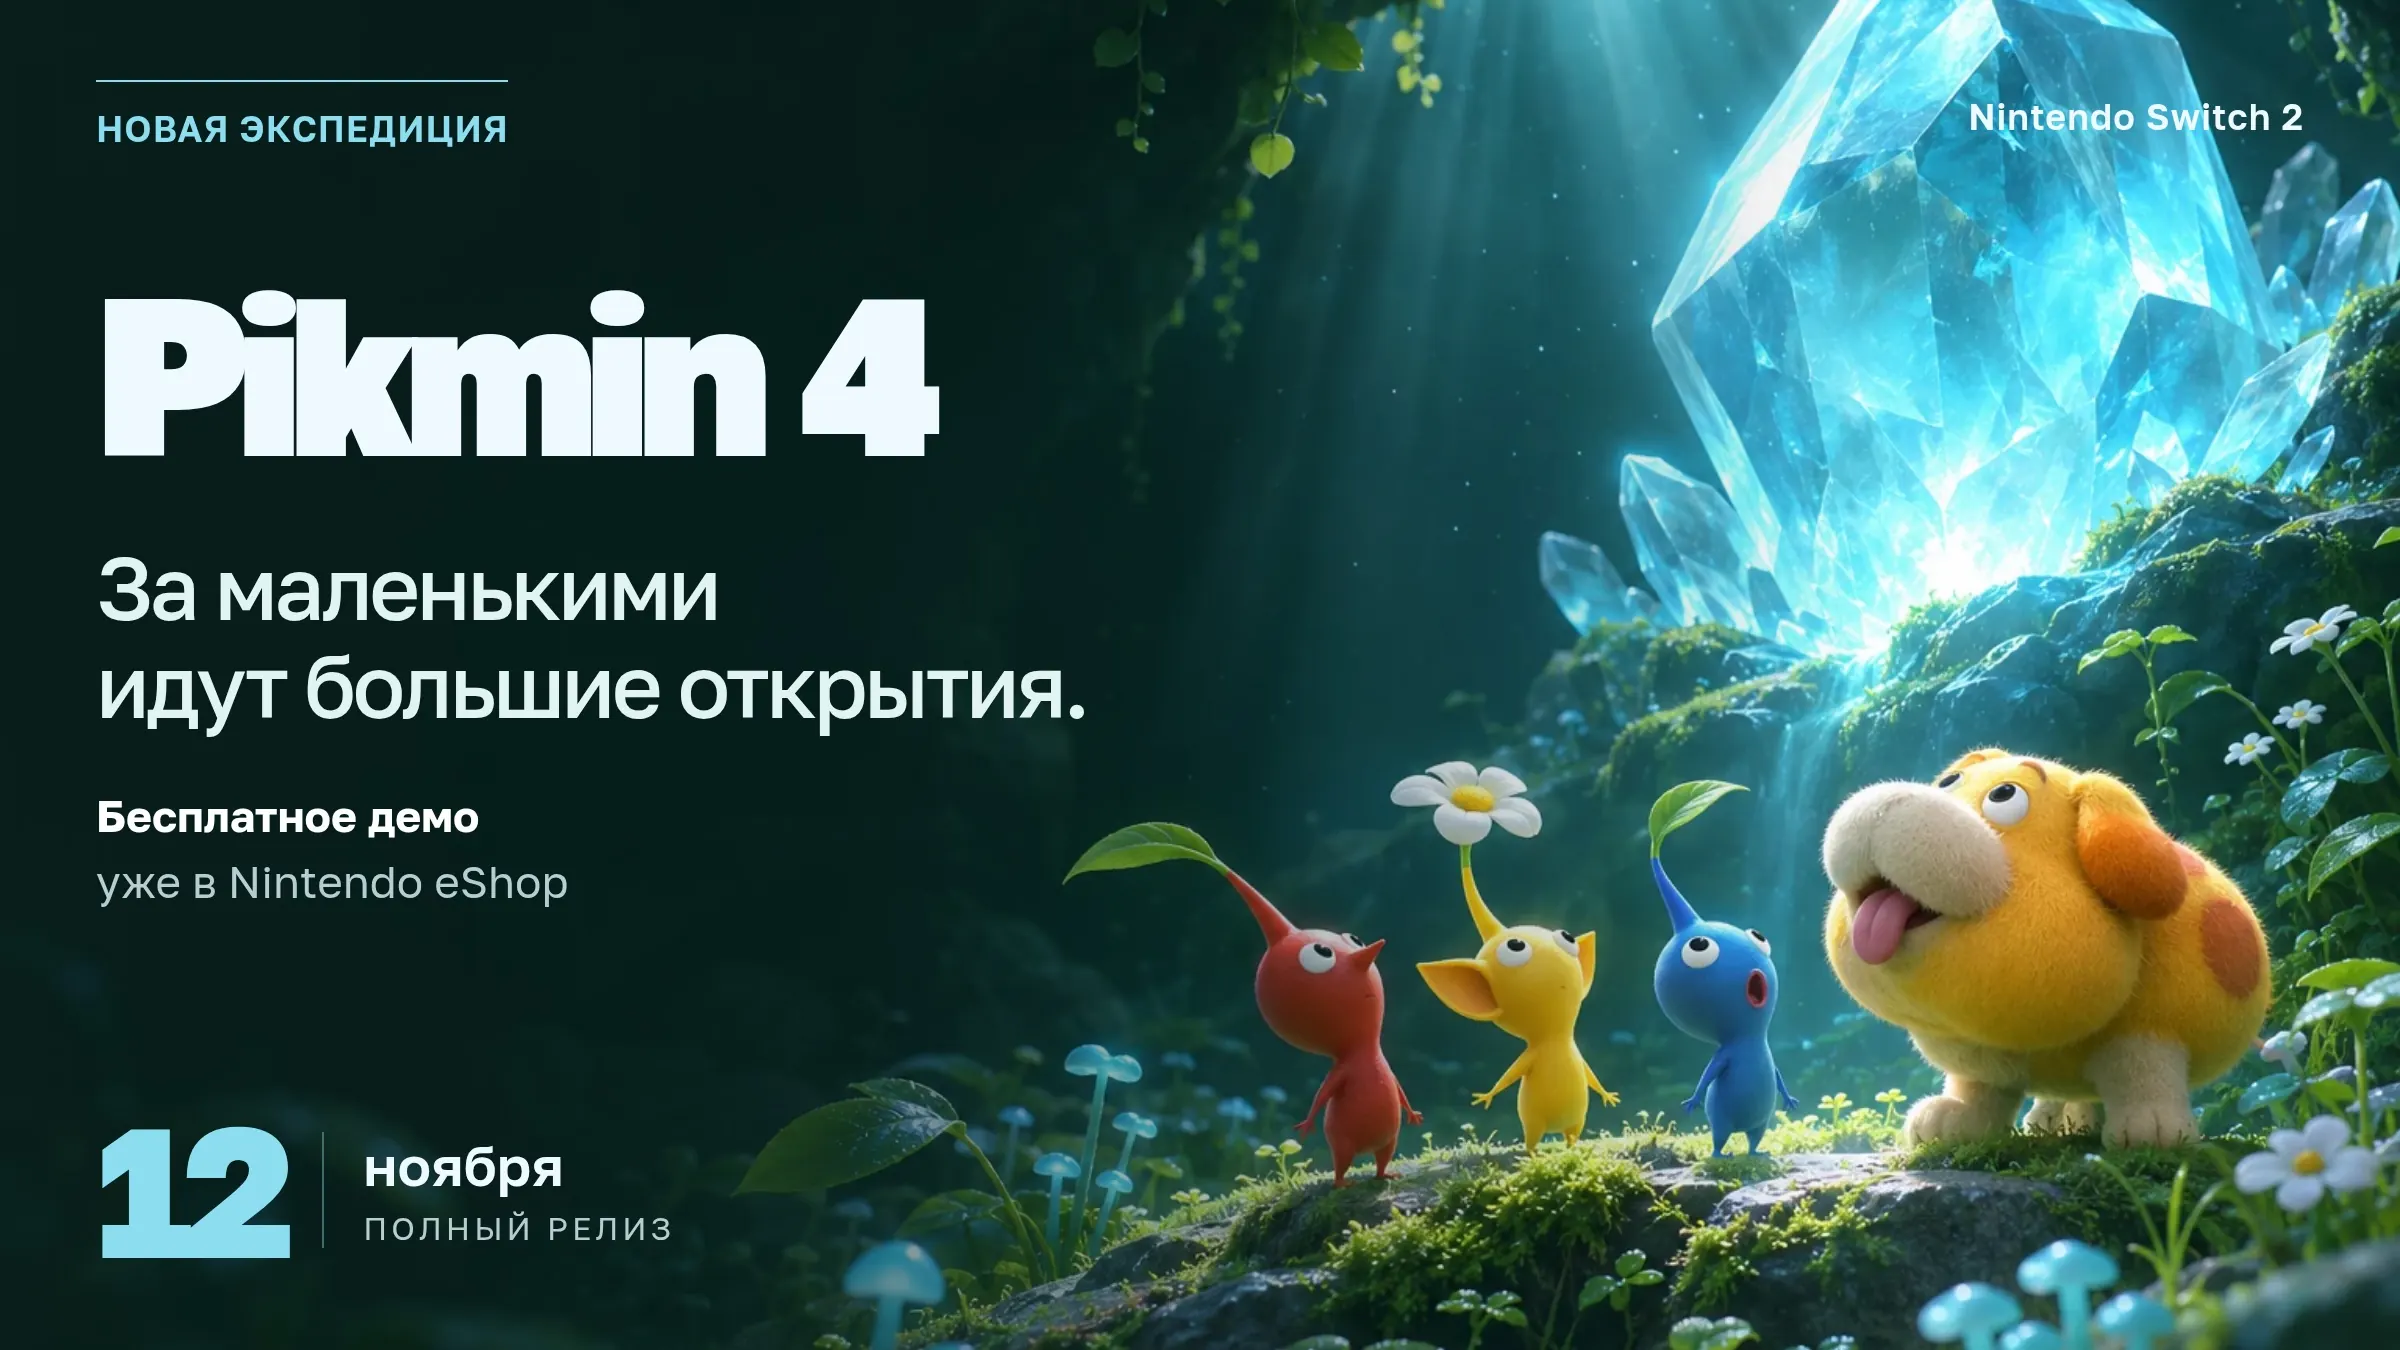 НОВАЯ ЭКСПЕДИЦИЯ
Nintendo Switch 2
Pikmin 4
За маленькими
идут большие открытия.
Бесплатное демо
уже в Nintendo eShop
12
ноября
ПОЛНЫЙ РЕЛИЗ